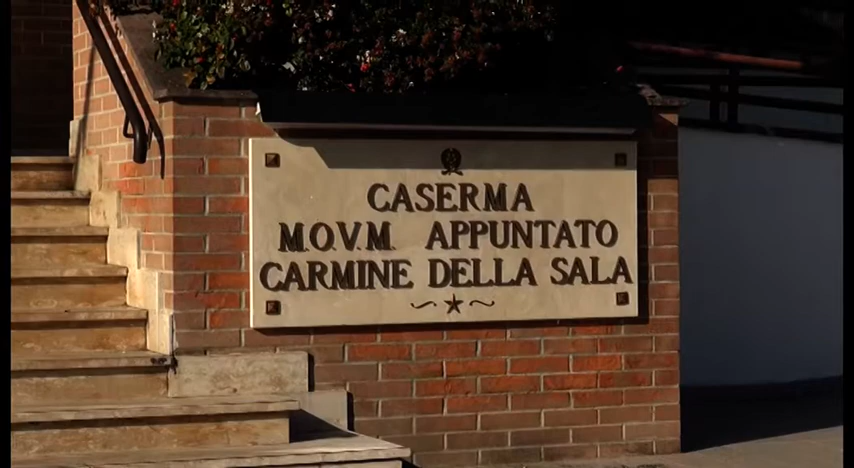 CASERMA
M.O.V.M. APPUNTATO
CARMINE DELLA SALA